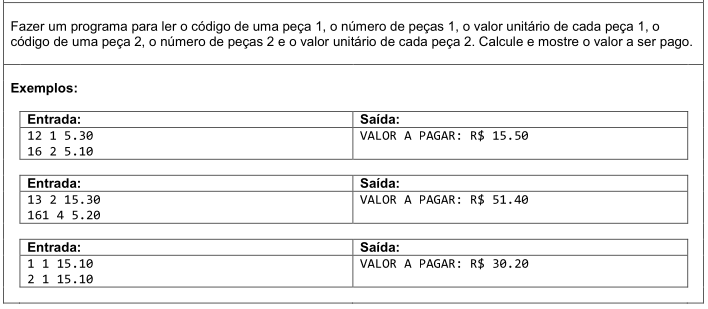 Fazer um programa para ler o código de uma peça 1, o número de peças 1, o valor unitário de cada peça 1, o
código de uma peça 2, o número de peças 2 e o valor unitário de cada peça 2. Calcule e mostre o valor a ser pago.
Exemplos:
Entrada: Saída:
12 1 5.30 VALOR A PAGAR: R$ 15.50
16 2 5.10
Entrada: Saída:
13 2 15.30 VALOR A PAGAR: R$ 51.40
161 4 5.20
Entrada: Saída:
1 1 15.10 VALOR A PAGAR: R$ 30.20
2 1 15.10